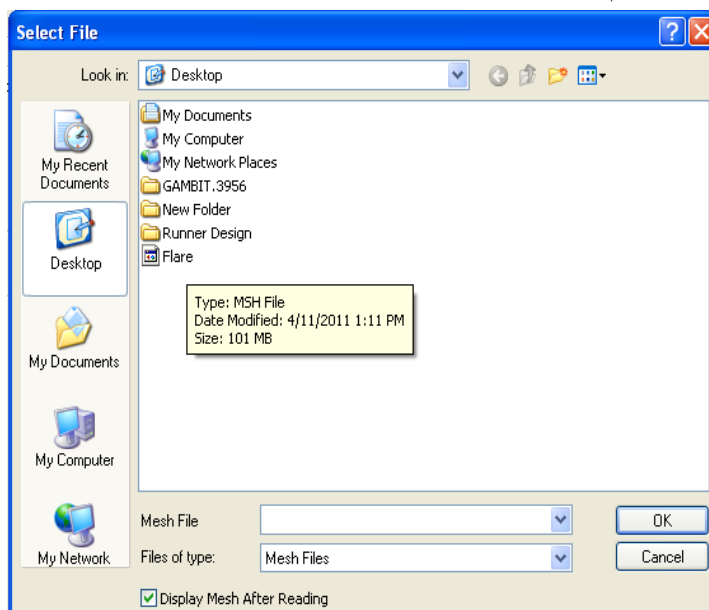 Select File
Look in: Desktop
My Recent Documents
Desktop
My Documents
My Computer
My Network
My Documents
My Computer
My Network Places
GAMBIT.3956
New Folder
Runner Design
Flare
Type: MSH File
Date Modified: 4/11/2011 1:11 PM
Size: 101 MB
Mesh File
OK
Files of type: Mesh Files
Cancel
Display Mesh After Reading